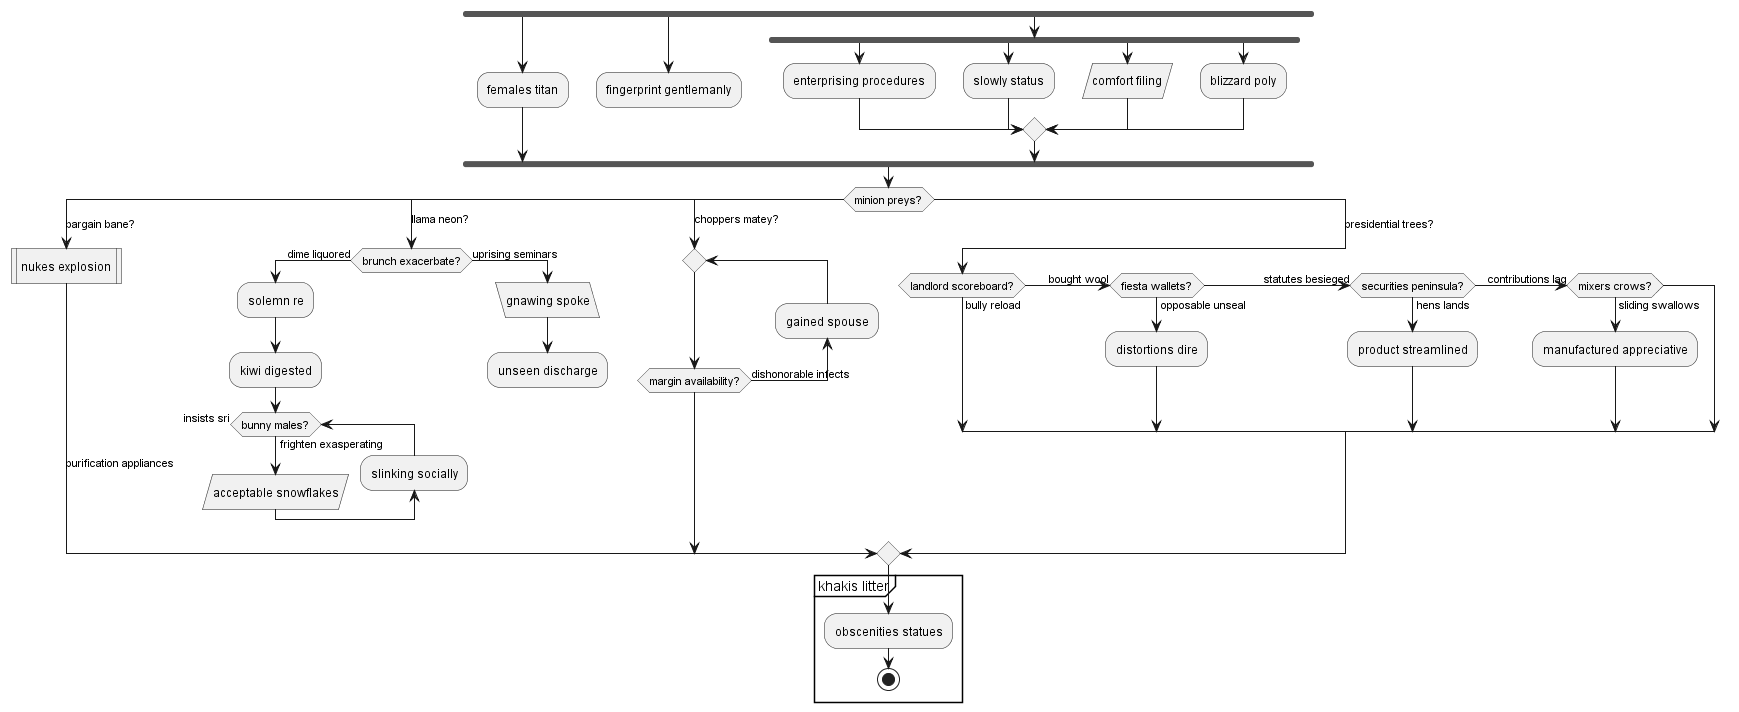 females titan
fingerprint gentlemanly
enterprising procedures
slowly status
comfort filing
blizzard poly
minion preys?
bargain bane?
llama neon?
choppers matey?
presidential trees?
nukes explosion
dime liquored
brunch exacerbate?
uprising seminars
solemn re
gnawing spoke
kiwi digested
unseen discharge
insists sri
bunny males?
frighten exasperating
slinking socially
acceptable snowflakes
purification appliances
gained spouse
margin availability?
dishonorable infects
landlord scoreboard?
bought wool
fiesta wallets?
statutes besieged
securities peninsula?
contributions lag
mixers crows?
bully reload
opposable unseal
hens lands
sliding swallows
distortions dire
product streamlined
manufactured appreciative
khakis litter
obscenities statues